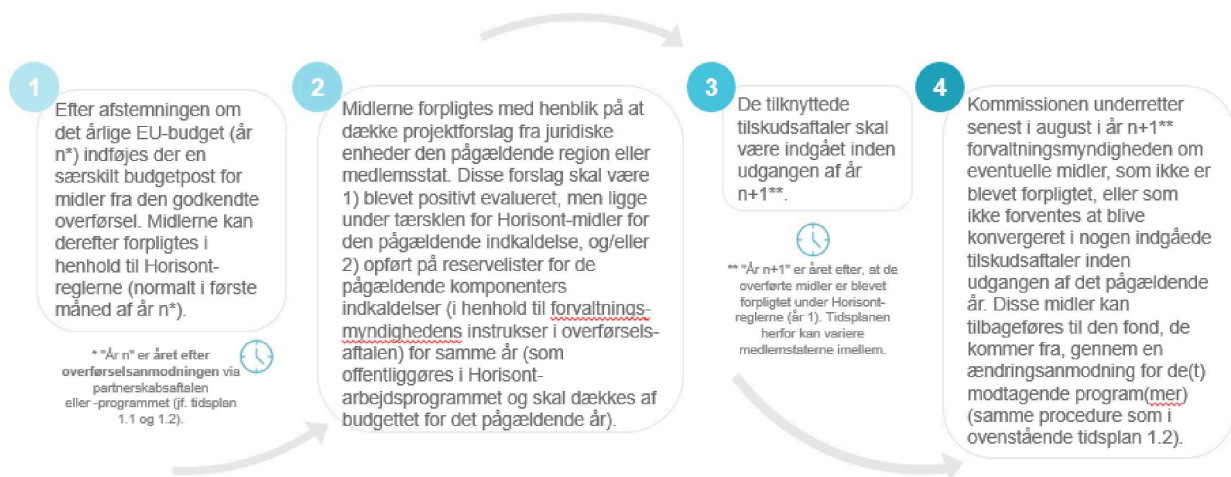 1
Efter afstemningen om
det årlige EU-budget (år
n*) indføjes der en
særskilt budgetpost for
midler fra den godkendte
overførsel. Midlerne kan
derefter forpligtes i
henhold til Horisont-
reglerne (normalt i første
måned af år n*).
* "År n" er året efter
overførselsanmodningen via
partnerskabsaftalen
eller -programmet (jf. tidsplan
1.1 og 1.2).
2
Midlerne forpligtes med henblik på at
dække projektforslag fra juridiske
enheder den pågældende region eller
medlemsstat. Disse forslag skal være
1) blevet positivt evalueret, men ligge
under tærsklen for Horisont-midler for
den pågældende indkaldelse, og/eller
2) opført på reservelister for de
pågældende komponenters
indkaldelser (i henhold til forvaltnings-
myndighedens instrukser i overførsels-
aftalen) for samme år (som
offentliggøres i Horisont-
arbejdsprogrammet og skal dækkes af
budgettet for det pågældende år).
3
De tilknyttede
tilskudsaftaler skal
være indgået inden
udgangen af år
n+1**.
** "År n+1" er året efter, at de
overførte midler er blevet
forpligtet under Horisont-
reglerne (år 1). Tidsplanen
herfor kan variere
medlemstaterne imellem.
4
Kommissionen underretter
senest i august i år n+1**
forvaltningsmyndigheden om
eventuelle midler, som ikke er
blevet forpligtet, eller som
ikke forventes at blive
konvergeret i nogen indgåede
tilskudsaftaler inden
udgangen af det pågældende
år. Disse midler kan
tilbageføres til den fond, de
kommer fra, gennem en
ændringsanmodning for de(t)
modtagende program(mer)
(samme procedure som i
ovenstående tidsplan 1.2).